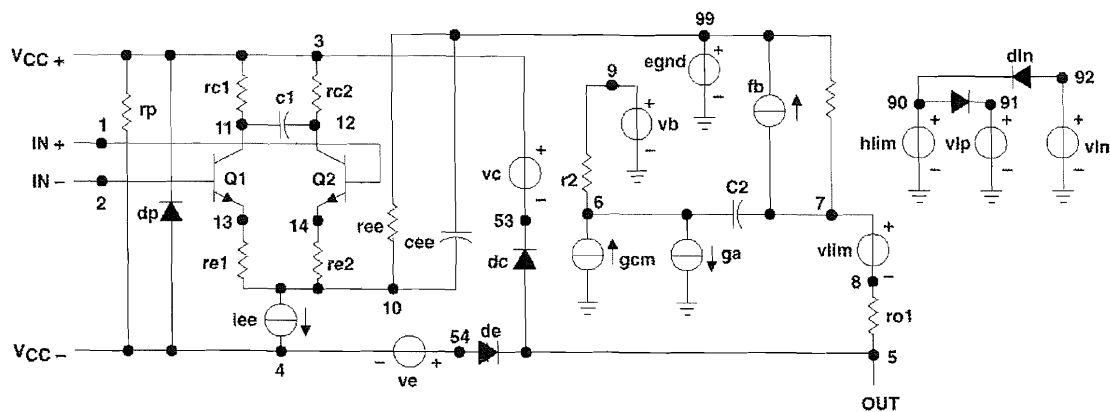 99
3
VCC +
rc1
rc2
c1
11
12
rp
1
IN +
IN –
2
Q1
Q2
dp
13
14
re1
re2
ree
cee
10
iee
VCC –
4
– ve +
54
de
vc
+
–
53
dc
9
+
vb
–
r2
6
gcm
ga
C2
egnd
+
–
fb
7
+
vlim
–
8
ro1
5
OUT
dln
92
90
91
+
hlim
–
+
vlp
–
+
vln
–